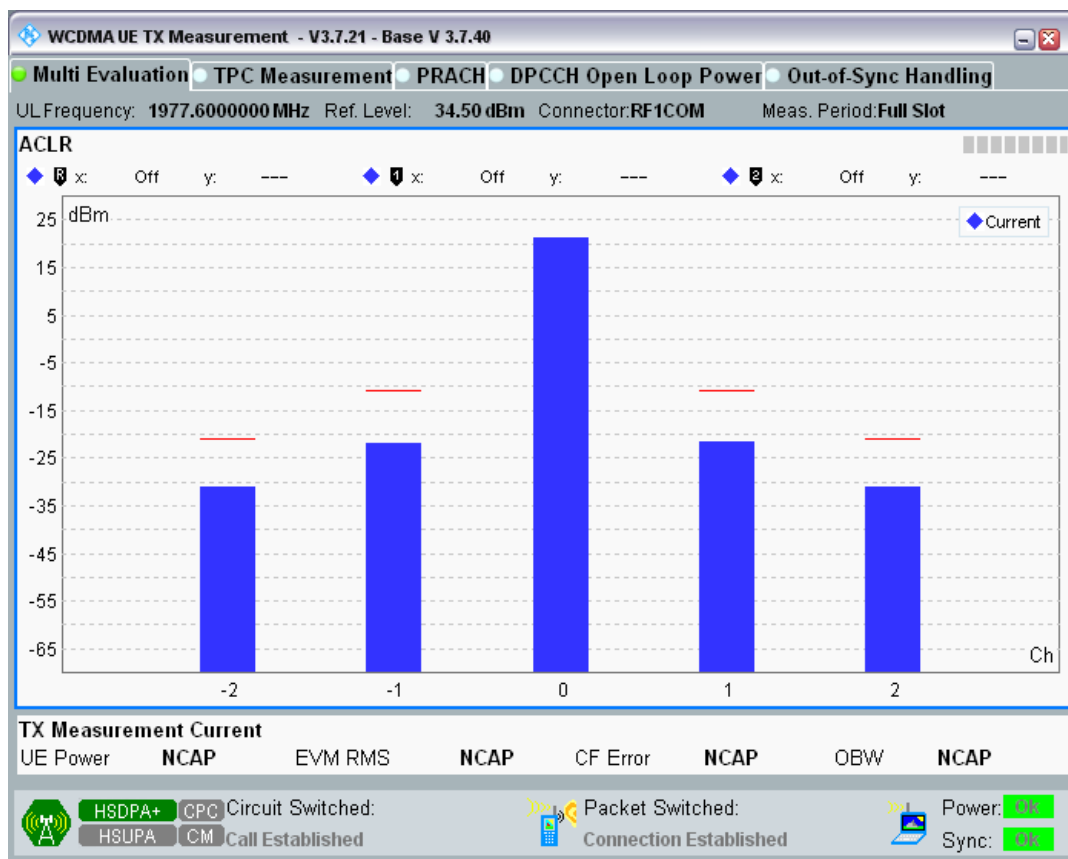 WCDMA UE TX Measurement - V3.7.21 - Base V 3.7.40
Multi Evaluation TPC Measurement PRACH DPCCH Open Loop Power Out-of-Sync Handling
UL Frequency: 1977.6000000 MHz Ref. Level: 34.50 dBm Connector:RF1COM Meas. Period:Full Slot
ACLR
R x: Off y: --- 1 x: Off y: --- 2 x: Off y: ---
dBm
Current
25
15
5
-5
-15
-25
-35
-45
-55
-65
Ch
-2 -1 0 1 2
TX Measurement Current
UE Power NCAP EVM RMS NCAP CF Error NCAP OBW NCAP
HSDPA+ CPC Circuit Switched: Packet Switched: Power: Ok
HSUPA CM Call Established Connection Established Sync: Ok